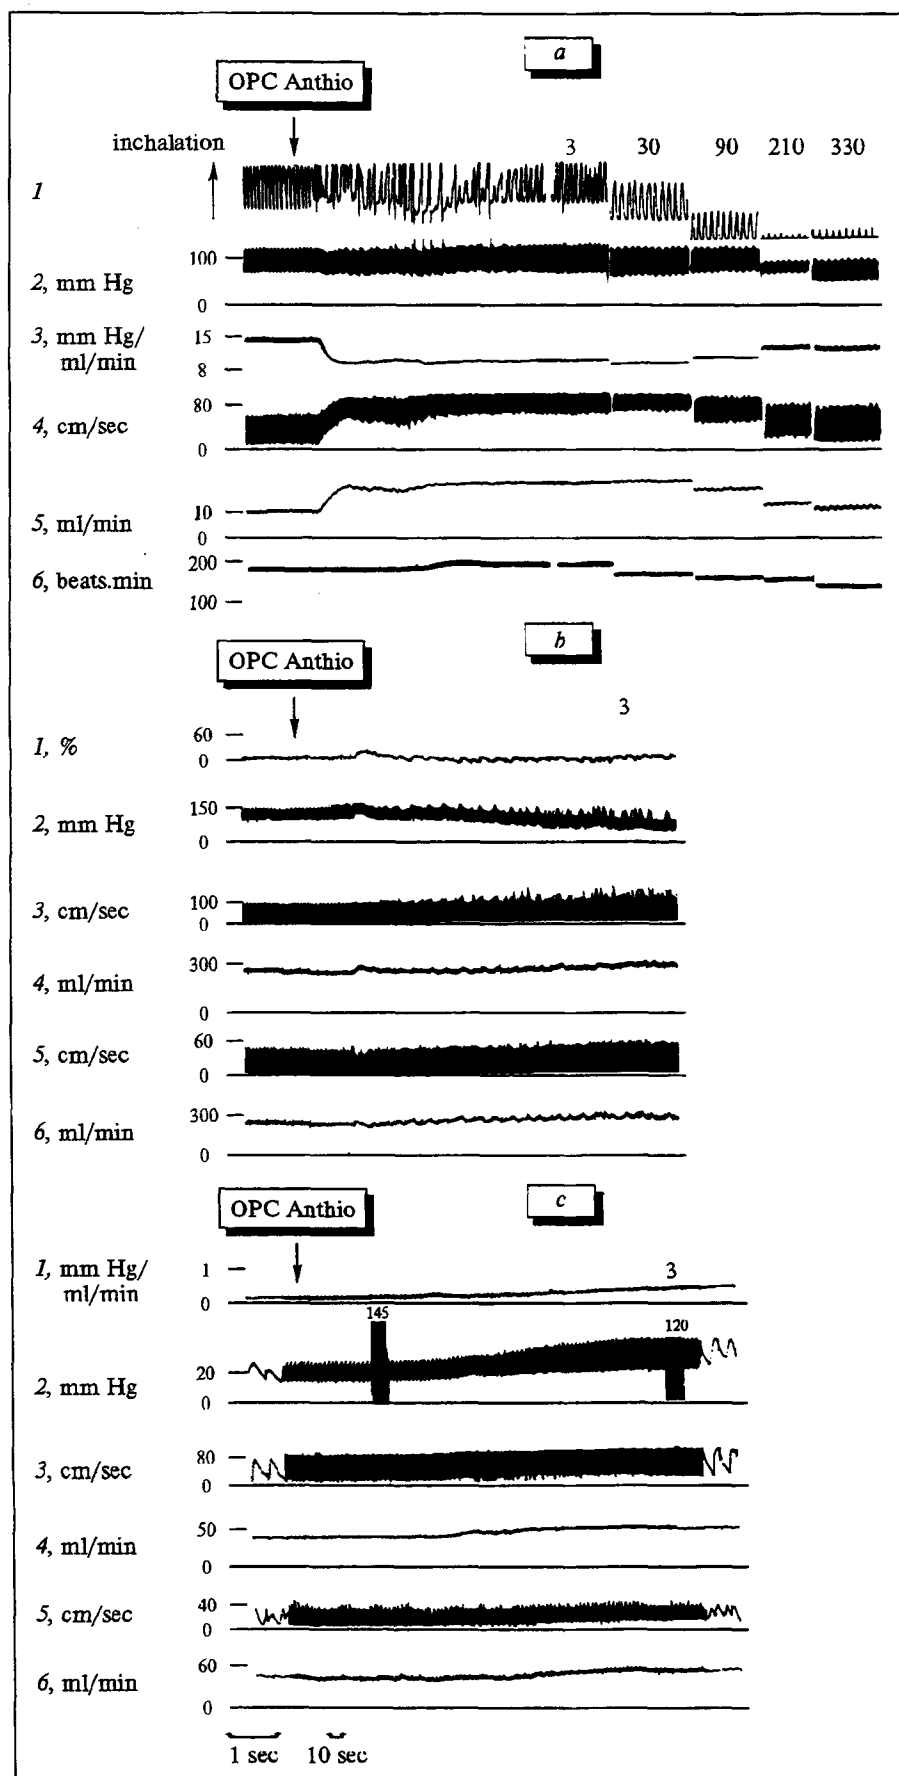 a
OPC Anthio
inchalation
3 30 90 210 330
1
100
2, mm Hg
0
3, mm Hg/
ml/min
15
8
80
4, cm/sec
0
10
5, ml/min
0
200
6, beats.min
100
b
OPC Anthio
3
60
1, %
0
150
2, mm Hg
0
100
3, cm/sec
0
300
4, ml/min
0
60
5, cm/sec
0
300
6, ml/min
0
OPC Anthio
c
1, mm Hg/
ml/min
1
0
3
145
120
20
2, mm Hg
0
80
3, cm/sec
0
50
4, ml/min
0
40
5, cm/sec
0
60
6, ml/min
0
1 sec 10 sec